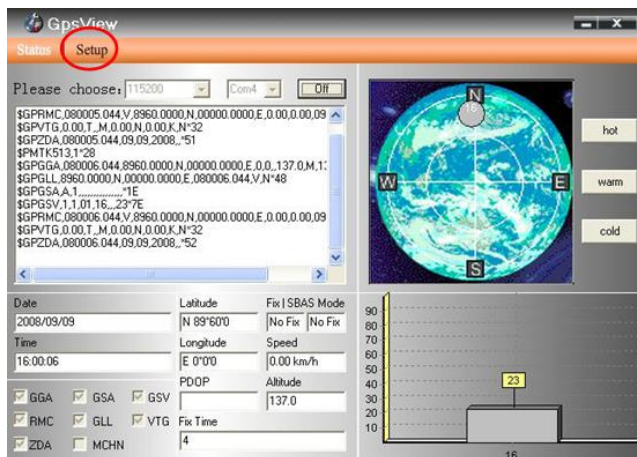 GpsView
Status Setup
Please choose: 115200 Com4 Off
$GPRMC,080005.044,V,8960.0000,N,00000.0000,E,0.00,0.00,09
$GPVTG,0.00,T,,M,0.00,N,0.00,K,N*32
$GPZDA,080005.044,09,09,2008,,*51
$PMTK513,1*28
$GPGGA,080006.044,8960.0000,N,00000.0000,E,0,0,,137.0,M,13
$GPGLL,8960.0000,N,00000.0000,E,080006.044,V,N*48
$GPGSA,A,1,,,,,,,,,,,,,,,*1E
$GPGSV,1,1,01,16,,,23*7E
$GPRMC,080006.044,V,8960.0000,N,00000.0000,E,0.00,0.00,09
$GPVTG,0.00,T,,M,0.00,N,0.00,K,N*32
$GPZDA,080006.044,09,09,2008,,*52
N
16
W
E
S
hot
warm
cold
Date Latitude Fix | SBAS Mode
2008/09/09 N 89°60'0 No Fix No Fix
Time Longitude Speed
16:00:06 E 0°0'0 0.00 km/h
PDOP Altitude
137.0
GGA GSA GSV
RMC GLL VTG Fix Time
ZDA MCHN 4
90
80
70
60
50
40
30
20
10
23
16